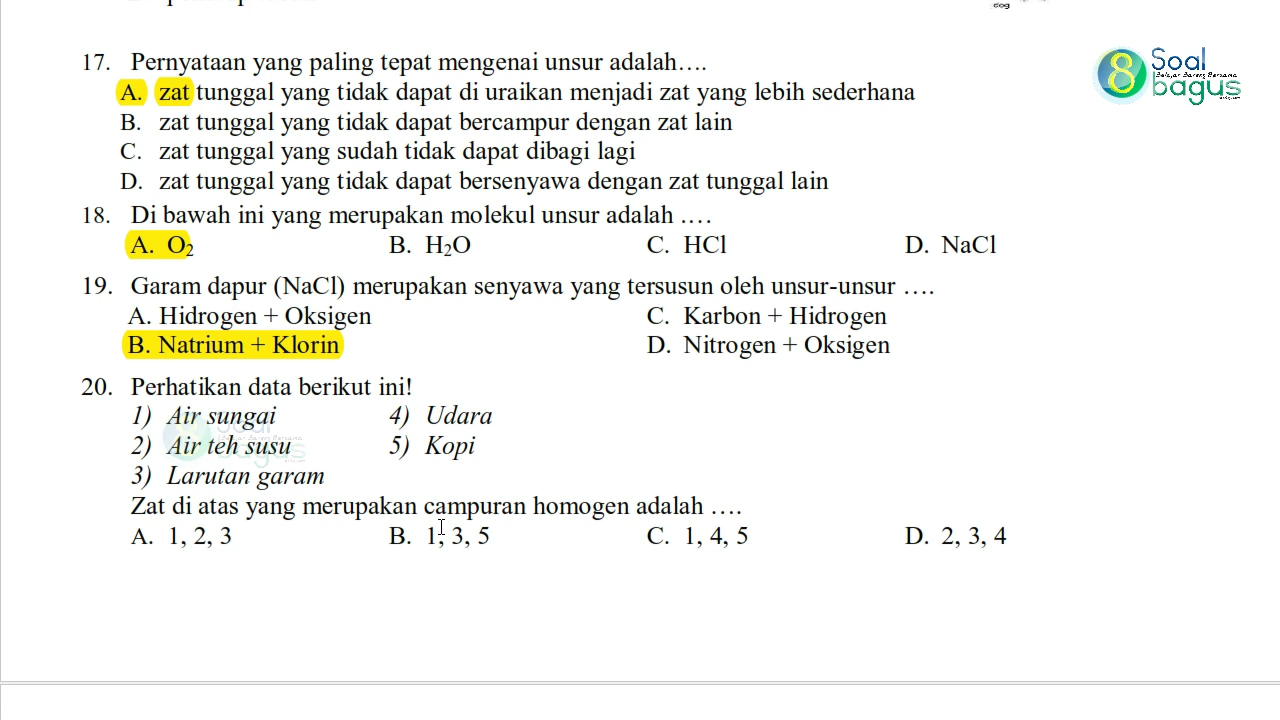 17. Pernyataan yang paling tepat mengenai unsur adalah….
A. zat tunggal yang tidak dapat di uraikan menjadi zat yang lebih sederhana
B. zat tunggal yang tidak dapat bercampur dengan zat lain
C. zat tunggal yang sudah tidak dapat dibagi lagi
D. zat tunggal yang tidak dapat bersenyawa dengan zat tunggal lain
18. Di bawah ini yang merupakan molekul unsur adalah ….
A. O₂ B. H₂O C. HCl D. NaCl
19. Garam dapur (NaCl) merupakan senyawa yang tersusun oleh unsur-unsur ….
A. Hidrogen + Oksigen C. Karbon + Hidrogen
B. Natrium + Klorin D. Nitrogen + Oksigen
20. Perhatikan data berikut ini!
1) Air sungai 4) Udara
2) Air teh susu 5) Kopi
3) Larutan garam
Zat di atas yang merupakan campuran homogen adalah ….
A. 1, 2, 3 B. 1, 3, 5 C. 1, 4, 5 D. 2, 3, 4
8 Soal
Belajar Bareng Bersama
bagus